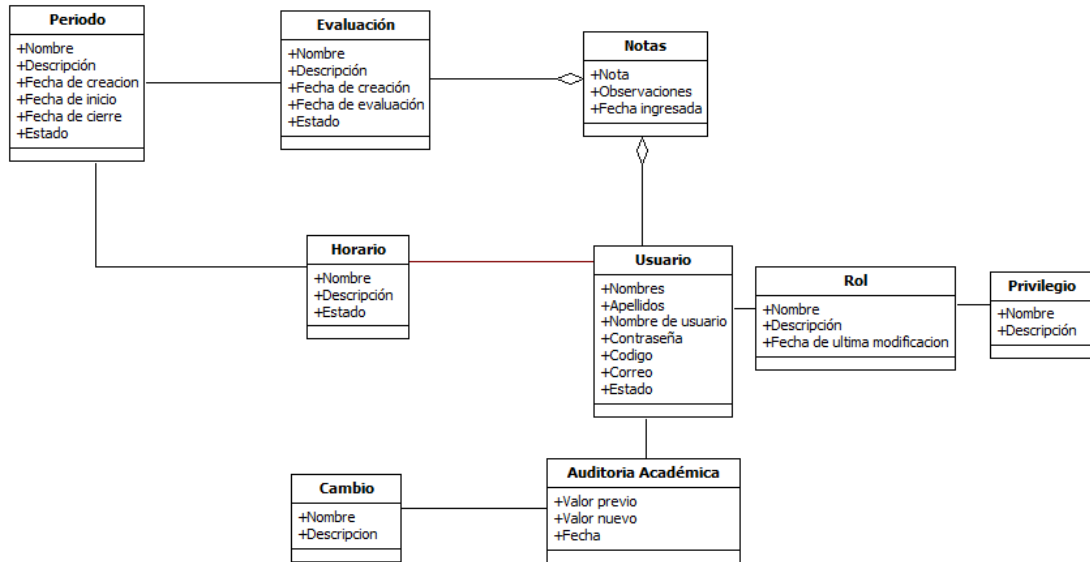 Periodo
+Nombre
+Descripción
+Fecha de creacion
+Fecha de inicio
+Fecha de cierre
+Estado
Evaluación
+Nombre
+Descripción
+Fecha de creación
+Fecha de evaluación
+Estado
Notas
+Nota
+Observaciones
+Fecha ingresada
Horario
+Nombre
+Descripción
+Estado
Usuario
+Nombres
+Apellidos
+Nombre de usuario
+Contraseña
+Codigo
+Correo
+Estado
Rol
+Nombre
+Descripción
+Fecha de ultima modificacion
Privilegio
+Nombre
+Descripción
Cambio
+Nombre
+Descripcion
Auditoria Académica
+Valor previo
+Valor nuevo
+Fecha